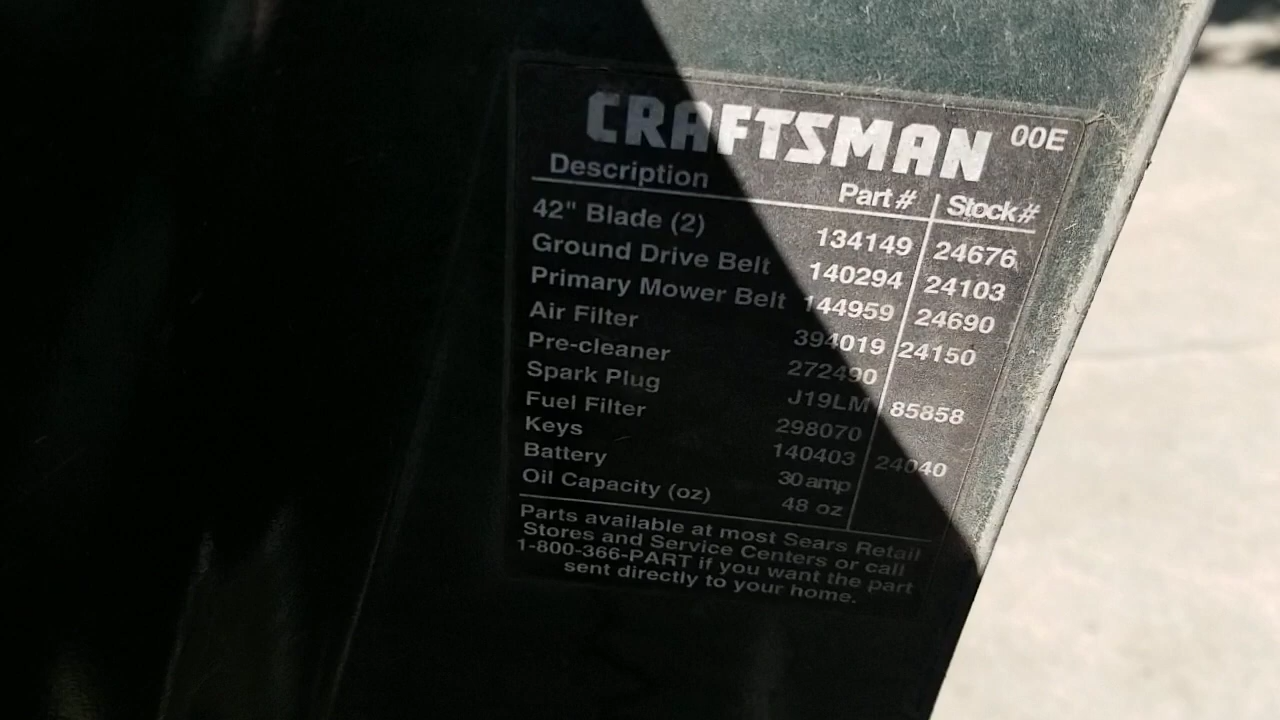 CRAFTSMAN 00E
Description Part # Stock#
42" Blade (2) 134149 24676
Ground Drive Belt 140294 24103
Primary Mower Belt 144959 24690
Air Filter 394019 24150
Pre-cleaner 272490
Spark Plug J19LM 85858
Fuel Filter 298070
Keys 140403 24040
Battery 30 amp
Oil Capacity (oz) 48 oz
Parts available at most Sears Retail
Stores and Service Centers or call
1-800-366-PART if you want the part
sent directly to your home.